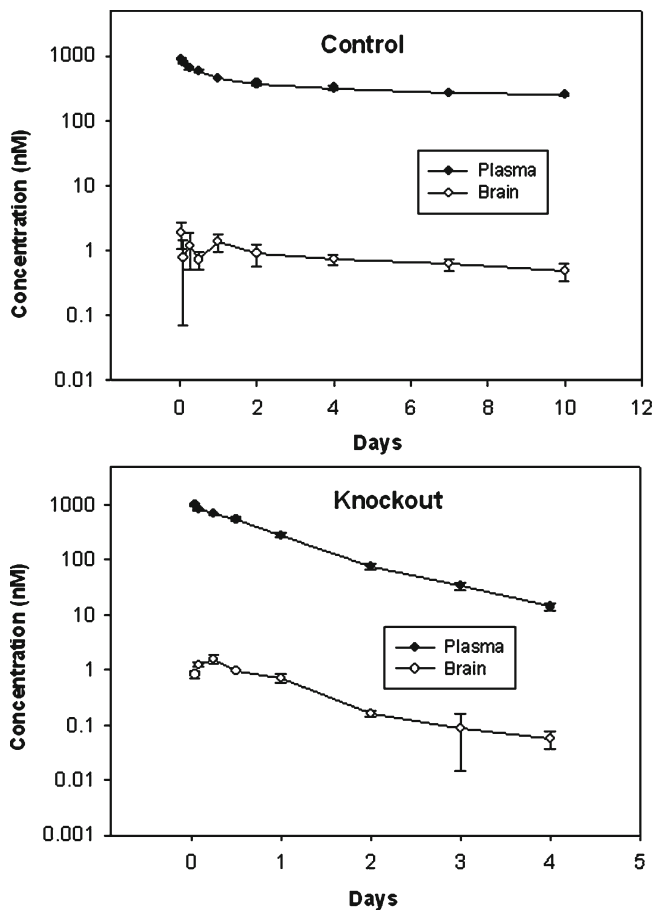 Control
Concentration (nM)
1000
100
10
1
0.1
0.01
Plasma
Brain
0 2 4 6 8 10 12
Days
Knockout
Concentration (nM)
1000
100
10
1
0.1
0.01
0.001
Plasma
Brain
0 1 2 3 4 5
Days